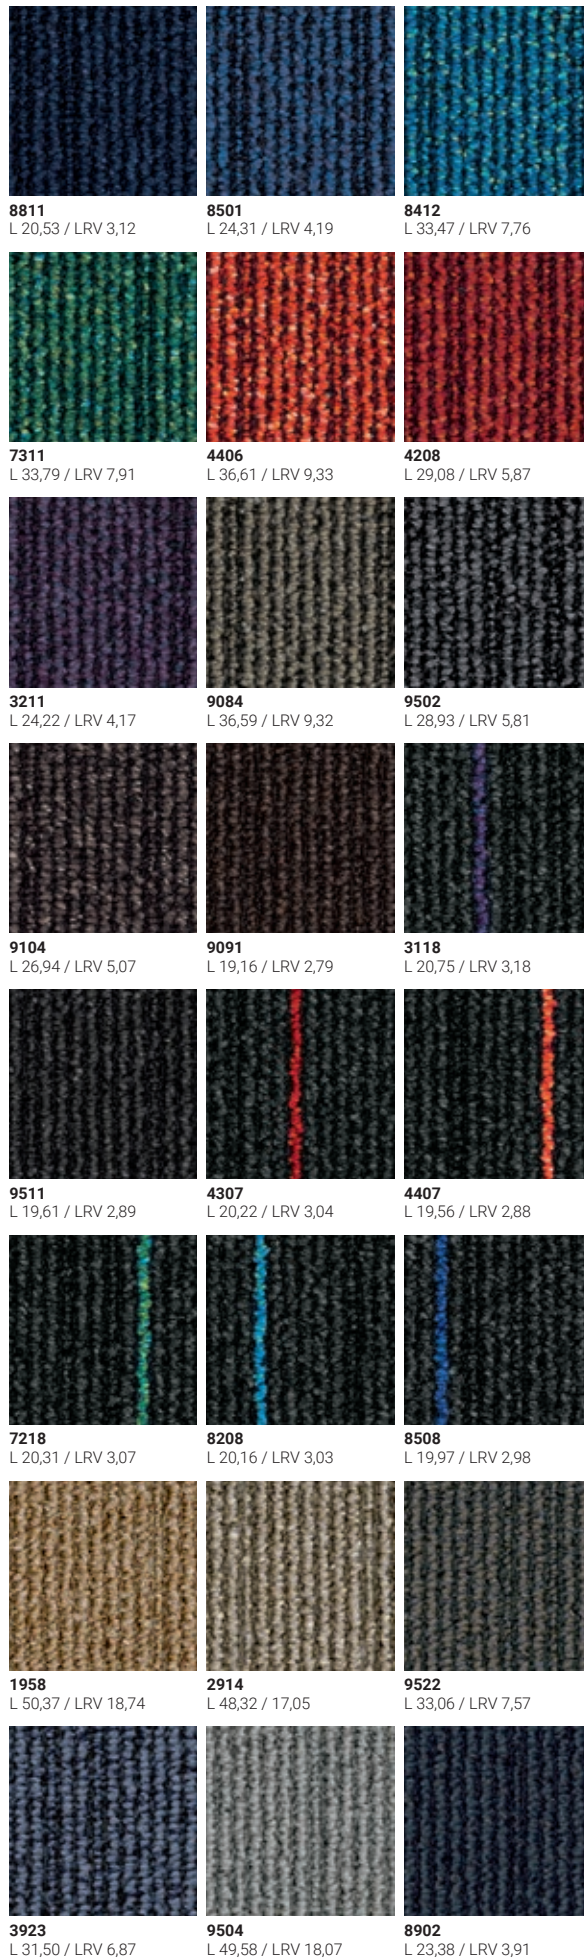 8811
L 20,53 / LRV 3,12
8501
L 24,31 / LRV 4,19
8412
L 33,47 / LRV 7,76
7311
L 33,79 / LRV 7,91
4406
L 36,61 / LRV 9,33
4208
L 29,08 / LRV 5,87
3211
L 24,22 / LRV 4,17
9084
L 36,59 / LRV 9,32
9502
L 28,93 / LRV 5,81
9104
L 26,94 / LRV 5,07
9091
L 19,16 / LRV 2,79
3118
L 20,75 / LRV 3,18
9511
L 19,61 / LRV 2,89
4307
L 20,22 / LRV 3,04
4407
L 19,56 / LRV 2,88
7218
L 20,31 / LRV 3,07
8208
L 20,16 / LRV 3,03
8508
L 19,97 / LRV 2,98
1958
L 50,37 / LRV 18,74
2914
L 48,32 / 17,05
9522
L 33,06 / LRV 7,57
3923
L 31,50 / LRV 6,87
9504
L 49,58 / LRV 18,07
8902
L 23,38 / LRV 3,91